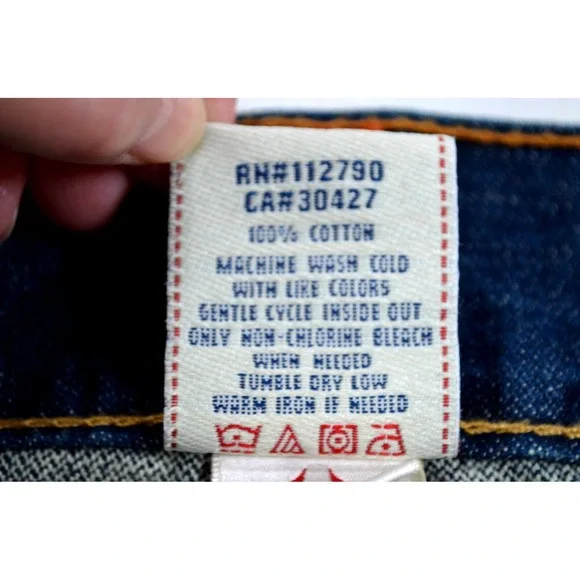 RN#112790
CA#30427
100% COTTON
MACHINE WASH COLD
WITH LIKE COLORS
GENTLE CYCLE INSIDE OUT
ONLY NON-CHLORINE BLEACH
WHEN NEEDED
TUMBLE DRY LOW
WARM IRON IF NEEDED